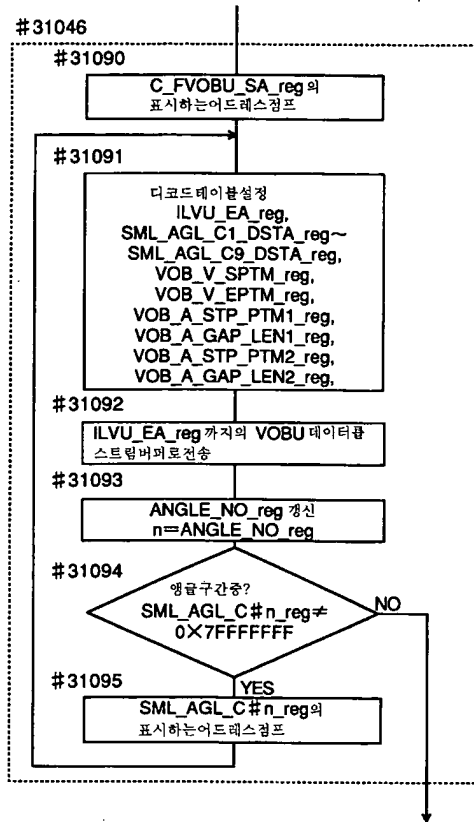 #31046
#31090
C_FVOBU_SA_reg의
표시하는어드레스점프
#31091
디코드테이블설정
ILVU_EA_reg,
SML_AGL_C1_DSTA_reg~
SML_AGL_C9_DSTA_reg,
VOB_V_SPTM_reg,
VOB_V_EPTM_reg,
VOB_A_STP_PTM1_reg,
VOB_A_GAP_LEN1_reg,
VOB_A_STP_PTM2_reg,
VOB_A_GAP_LEN2_reg,
#31092
ILVU_EA_reg까지의 VOBU 데이터를
스트림버퍼로전송
#31093
ANGLE_NO_reg 갱신
n=ANGLE_NO_reg
#31094
앵글구간중?
SML_AGL_C#n_reg≠
0×7FFFFFFF
NO
YES
#31095
SML_AGL_C#n_reg의
표시하는어드레스점프